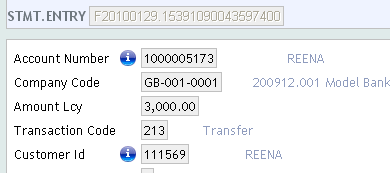 STMT.ENTRY F20100129.15391090043597400
Account Number 1000005173 REENA
Company Code GB-001-0001 200912.001 Model Bank
Amount Lcy 3,000.00
Transaction Code 213 Transfer
Customer Id 111569 REENA